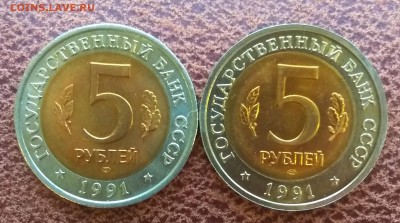 COINS.LAVE.RU
ГОСУДАРСТВЕННЫЙ БАНК СССР
5
РУБЛЕЙ
1991
ГОСУДАРСТВЕННЫЙ БАНК СССР
5
РУБЛЕЙ
1991